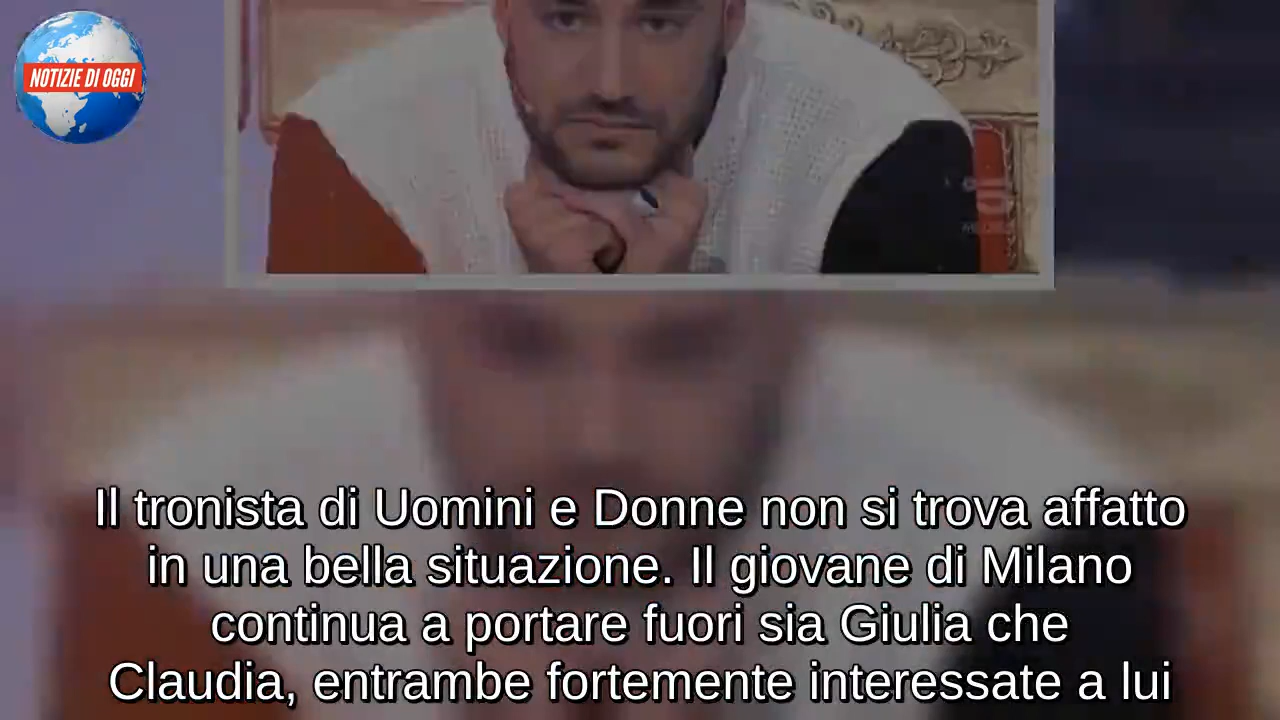 NOTIZIE DI OGGI
Il tronista di Uomini e Donne non si trova affatto
in una bella situazione. Il giovane di Milano
continua a portare fuori sia Giulia che
Claudia, entrambe fortemente interessate a lui